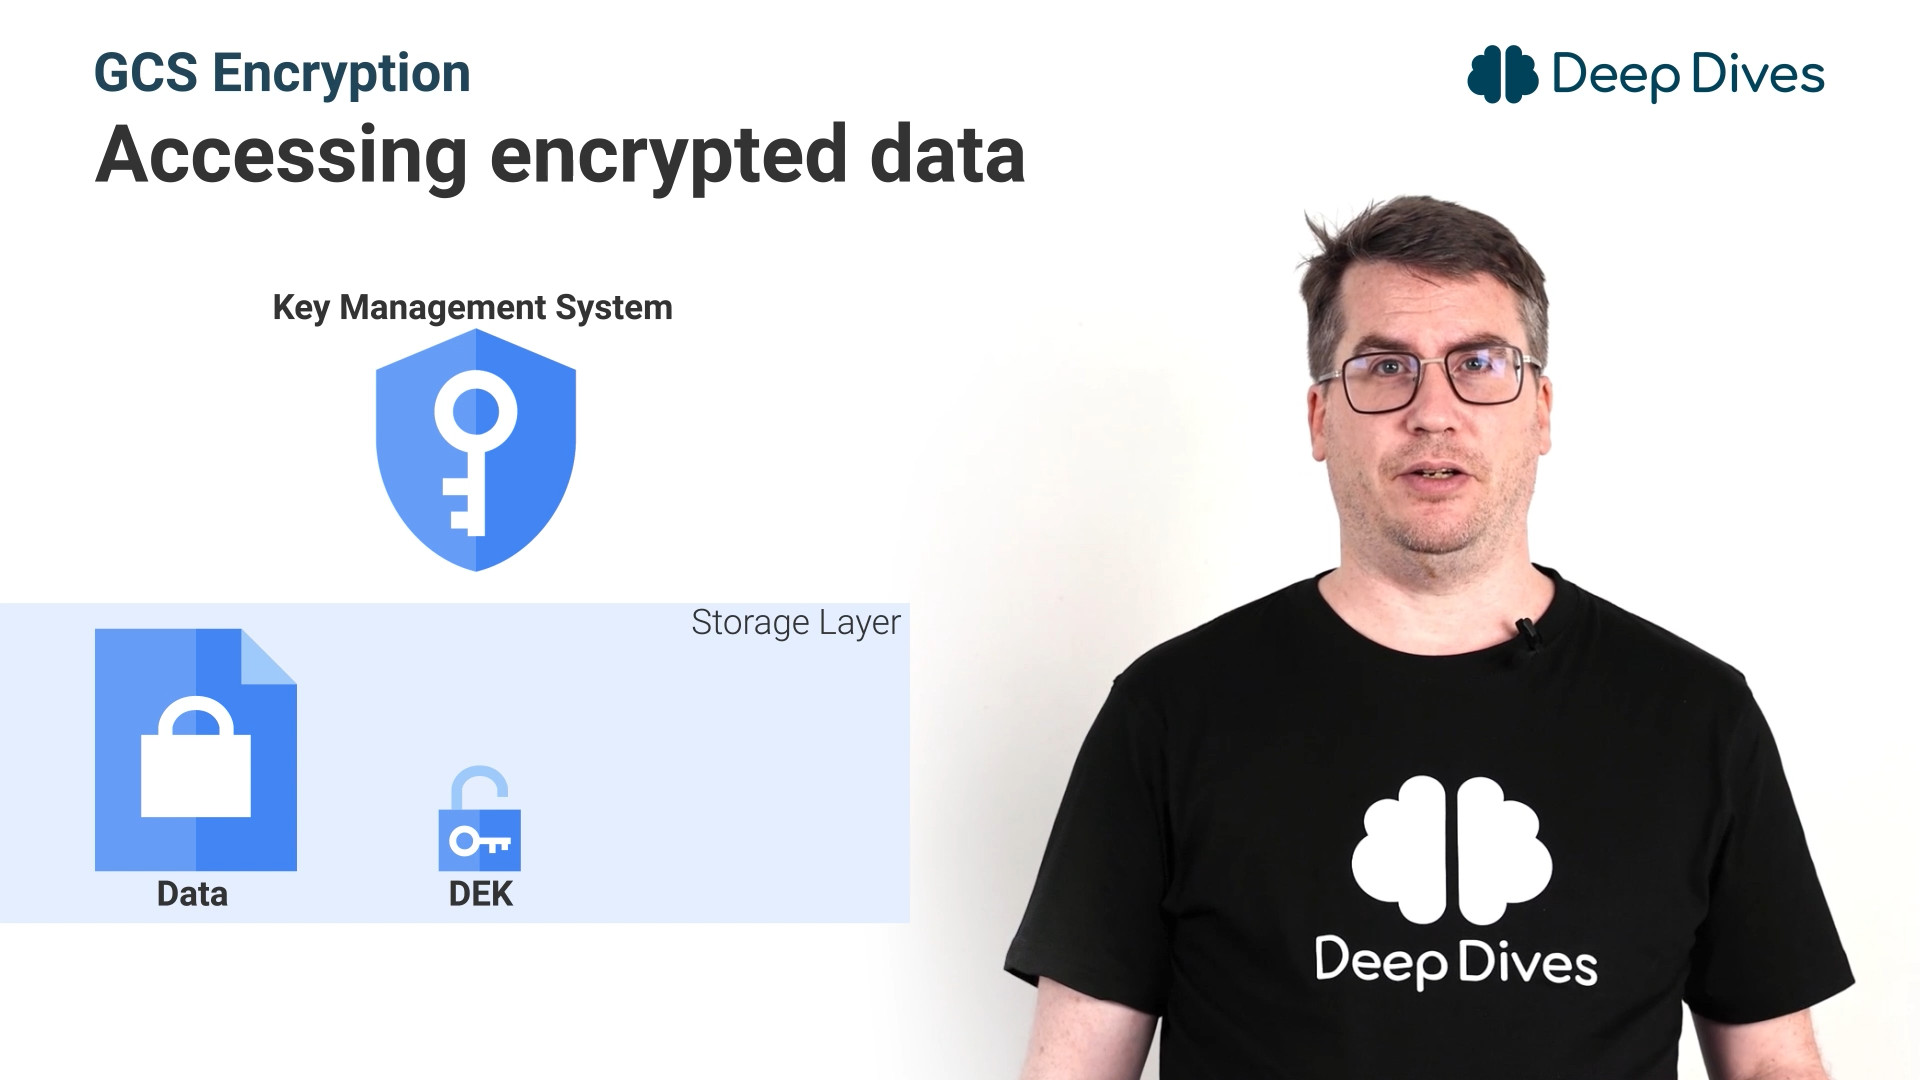 GCS Encryption
Deep Dives
Accessing encrypted data
Key Management System
Storage Layer
Data
DEK
Deep Dives